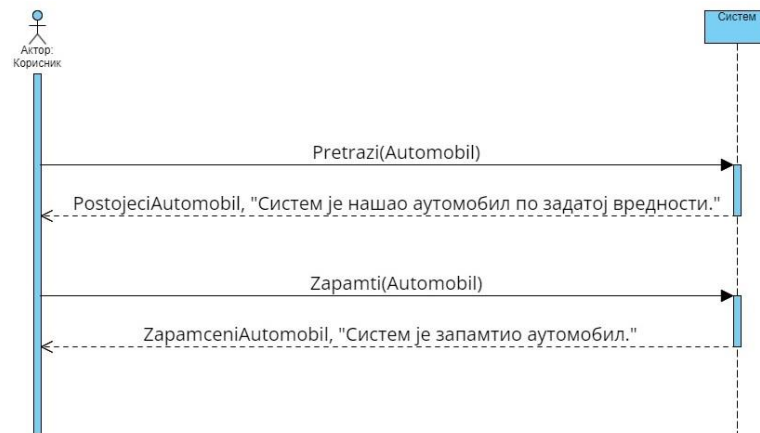 Систем
Актор:
Корисник
Pretrazi(Automobil)
PostojeciAutomobil, "Систем је нашао аутомобил по задатој вредности."
Zapamti(Automobil)
ZapamceniAutomobil, "Систем је запамтио аутомобил."